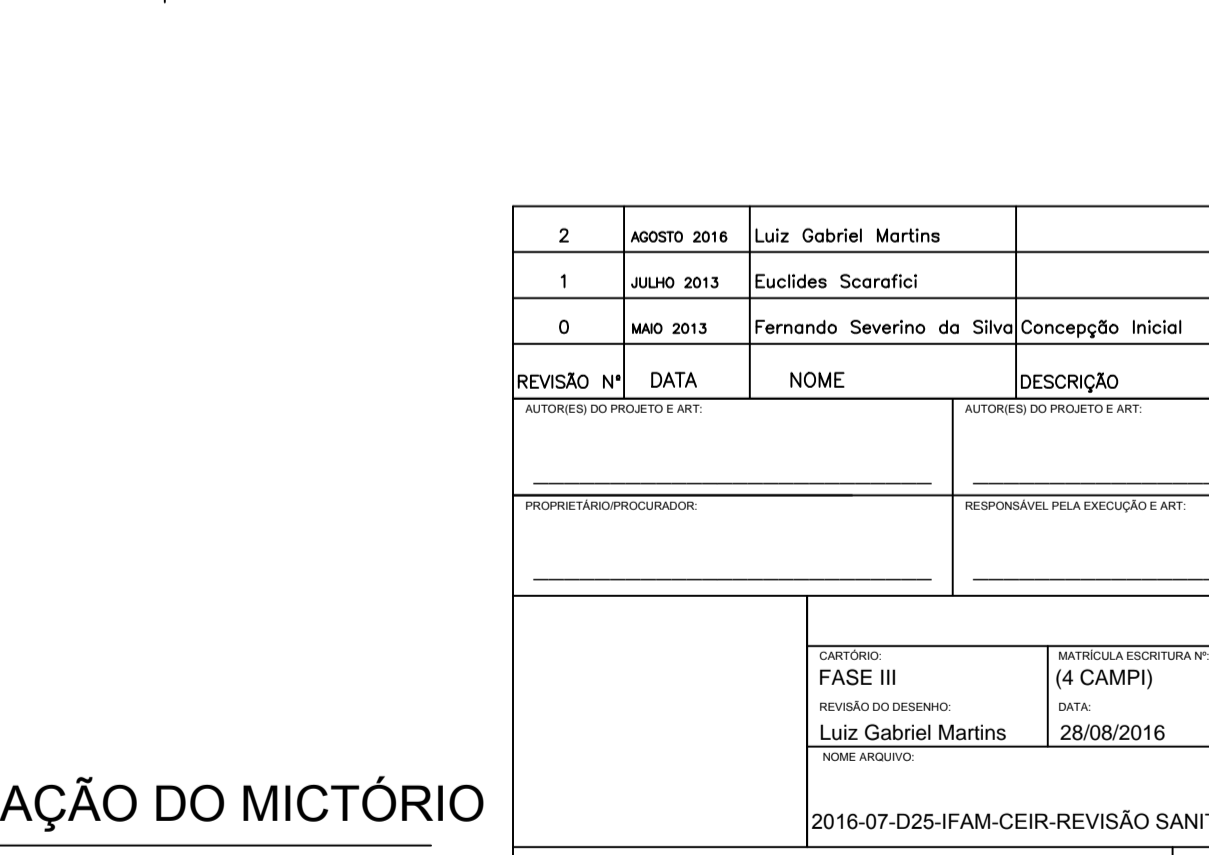 2 AGOSTO 2016 Luiz Gabriel Martins
1 JULHO 2013 Euclides Scarafici
0 MAIO 2013 Fernando Severino da Silva Concepção Inicial
REVISÃO Nº DATA NOME DESCRIÇÃO
AUTOR(ES) DO PROJETO E ART: AUTOR(ES) DO PROJETO E ART:
PROPRIETÁRIO/PROCURADOR: RESPONSÁVEL PELA EXECUÇÃO E ART:
CARTÓRIO: MATRÍCULA ESCRITURA Nº:
FASE III (4 CAMPI)
REVISÃO DO DESENHO: DATA:
Luiz Gabriel Martins 28/08/2016
NOME ARQUIVO:
2016-07-D25-IFAM-CEIR-REVISÃO SANIT
AÇÃO DO MICTÓRIO